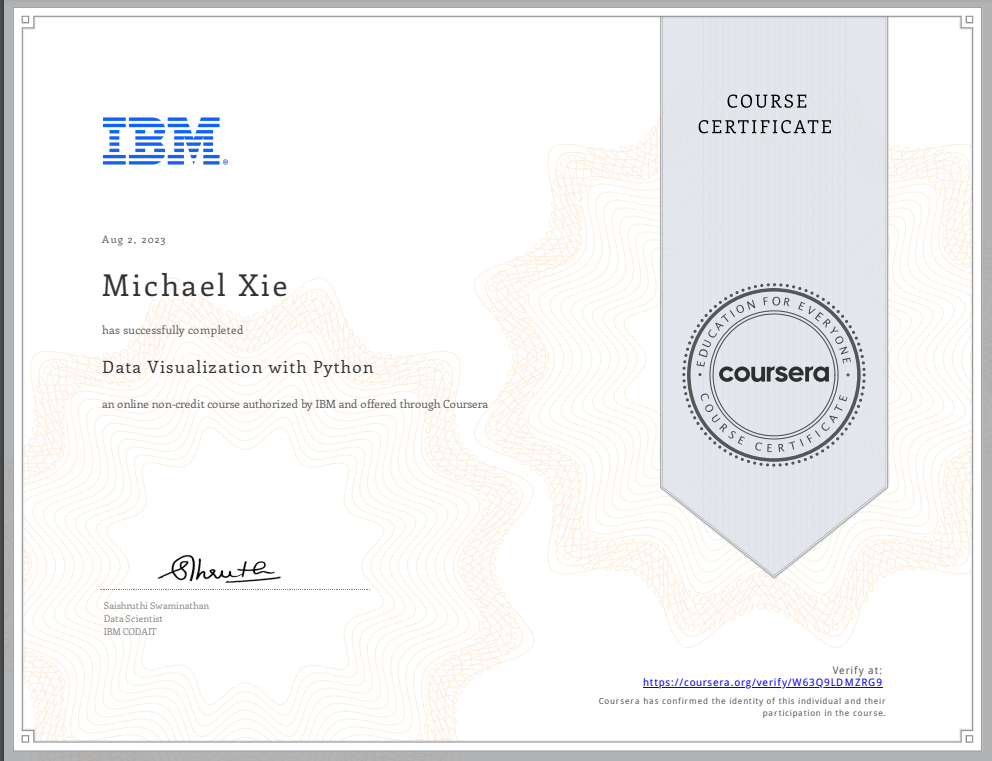 COURSE
CERTIFICATE
IBM®
Aug 2, 2023
Michael Xie
has successfully completed
Data Visualization with Python
an online non-credit course authorized by IBM and offered through Coursera
EDUCATION FOR EVERYONE
coursera
COURSE CERTIFICATE
SThruthi
Saishruthi Swaminathan
Data Scientist
IBM CODAIT
Verify at:
https://coursera.org/verify/W63Q9LDMZRG9
Coursera has confirmed the identity of this individual and their
participation in the course.